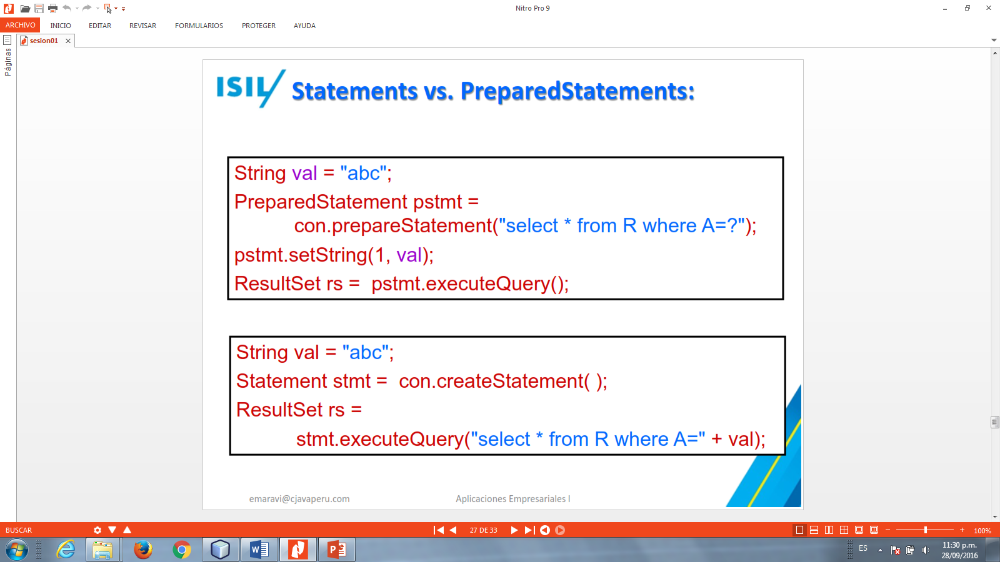 Nitro Pro 9
ARCHIVO INICIO EDITAR REVISAR FORMULARIOS PROTEGER AYUDA
sesion01
Páginas
ISIL
Statements vs. PreparedStatements:
String val = "abc";
PreparedStatement pstmt =
con.prepareStatement("select * from R where A=?");
pstmt.setString(1, val);
ResultSet rs = pstmt.executeQuery();
String val = "abc";
Statement stmt = con.createStatement( );
ResultSet rs =
stmt.executeQuery("select * from R where A=" + val);
emaravi@cjavaperu.com Aplicaciones Empresariales I
BUSCAR 27 DE 33 100%
ES 11:30 p.m.
28/09/2016